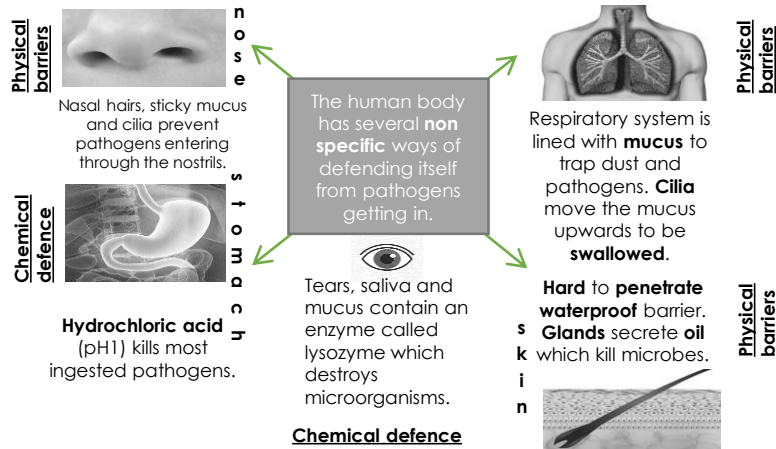 Physical
barriers
nose
Nasal hairs, sticky mucus
and cilia prevent
pathogens entering
through the nostrils.
The human body
has several non
specific ways of
defending itself
from pathogens
getting in.
Physical
barriers
Respiratory system is
lined with mucus to
trap dust and
pathogens. Cilia
move the mucus
upwards to be
swallowed.
Chemical
defence
stomach
Hydrochloric acid
(pH1) kills most
ingested pathogens.
Tears, saliva and
mucus contain an
enzyme called
lysozyme which
destroys
microorganisms.
Chemical defence
skin
Hard to penetrate
waterproof barrier.
Glands secrete oil
which kill microbes.
Physical
barriers